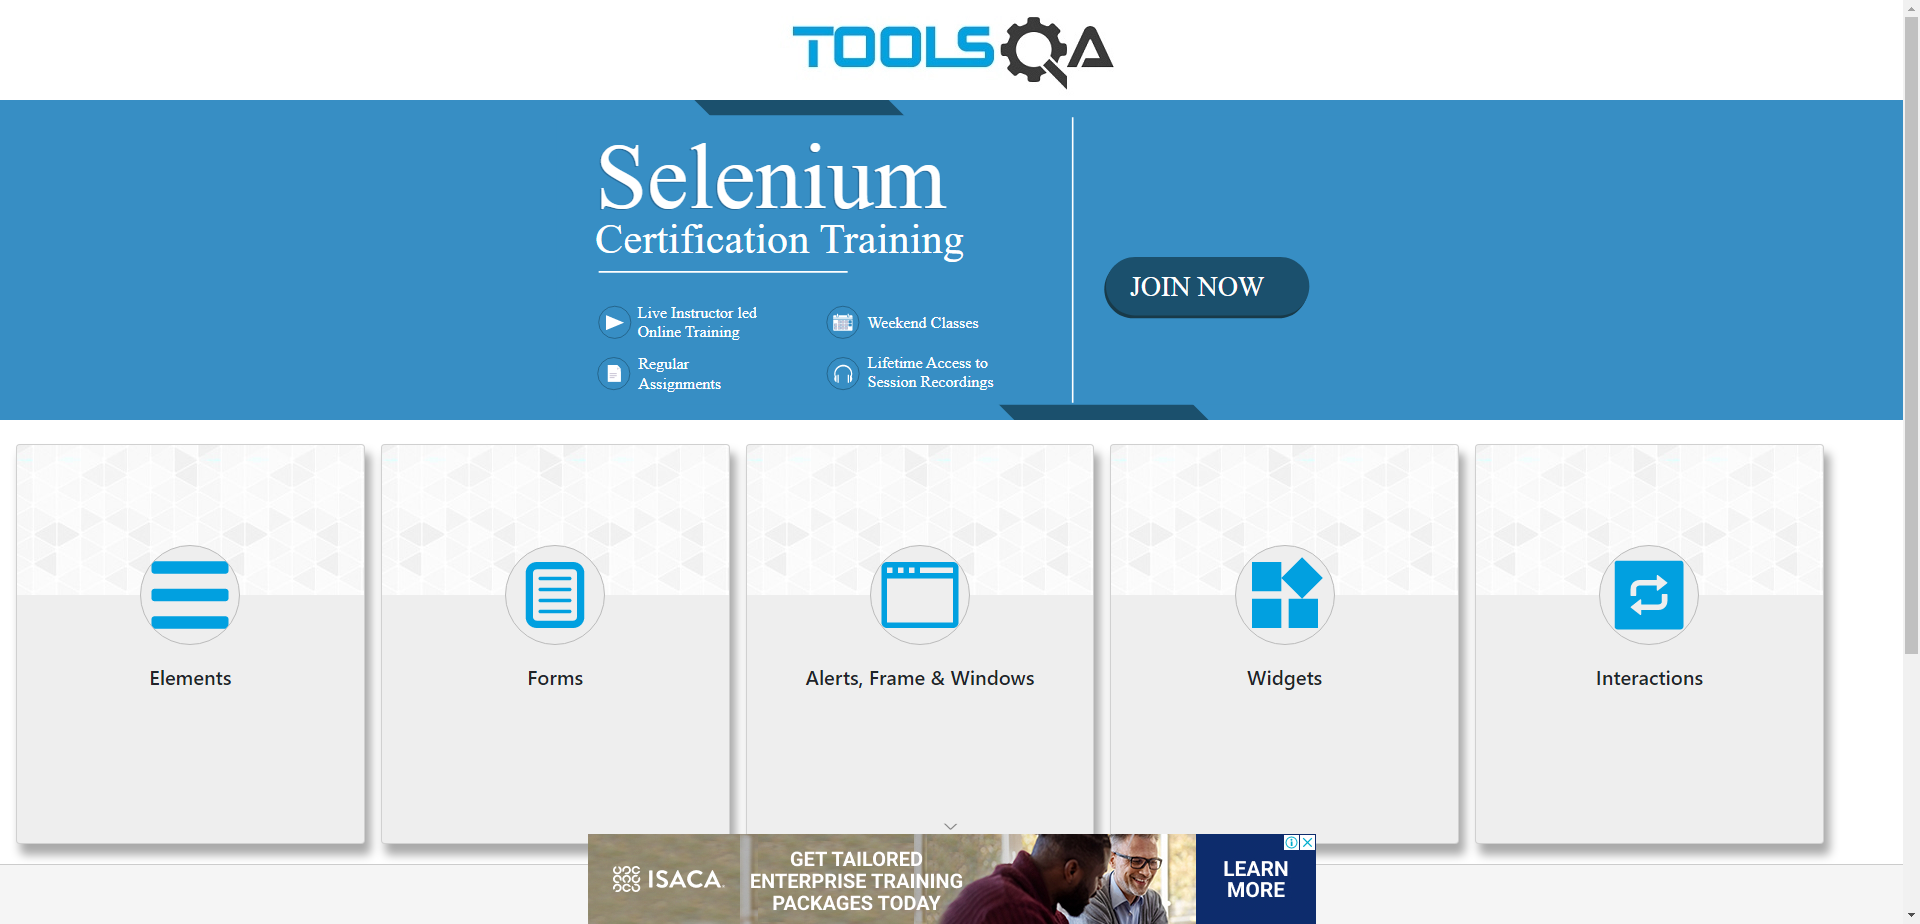 TOOLSQA
Selenium
Certification Training
JOIN NOW
Live Instructor led
Online Training
Weekend Classes
Regular
Assignments
Lifetime Access to
Session Recordings
Elements
Forms
Alerts, Frame & Windows
Widgets
Interactions
ISACA.
GET TAILORED
ENTERPRISE TRAINING
PACKAGES TODAY
LEARN
MORE